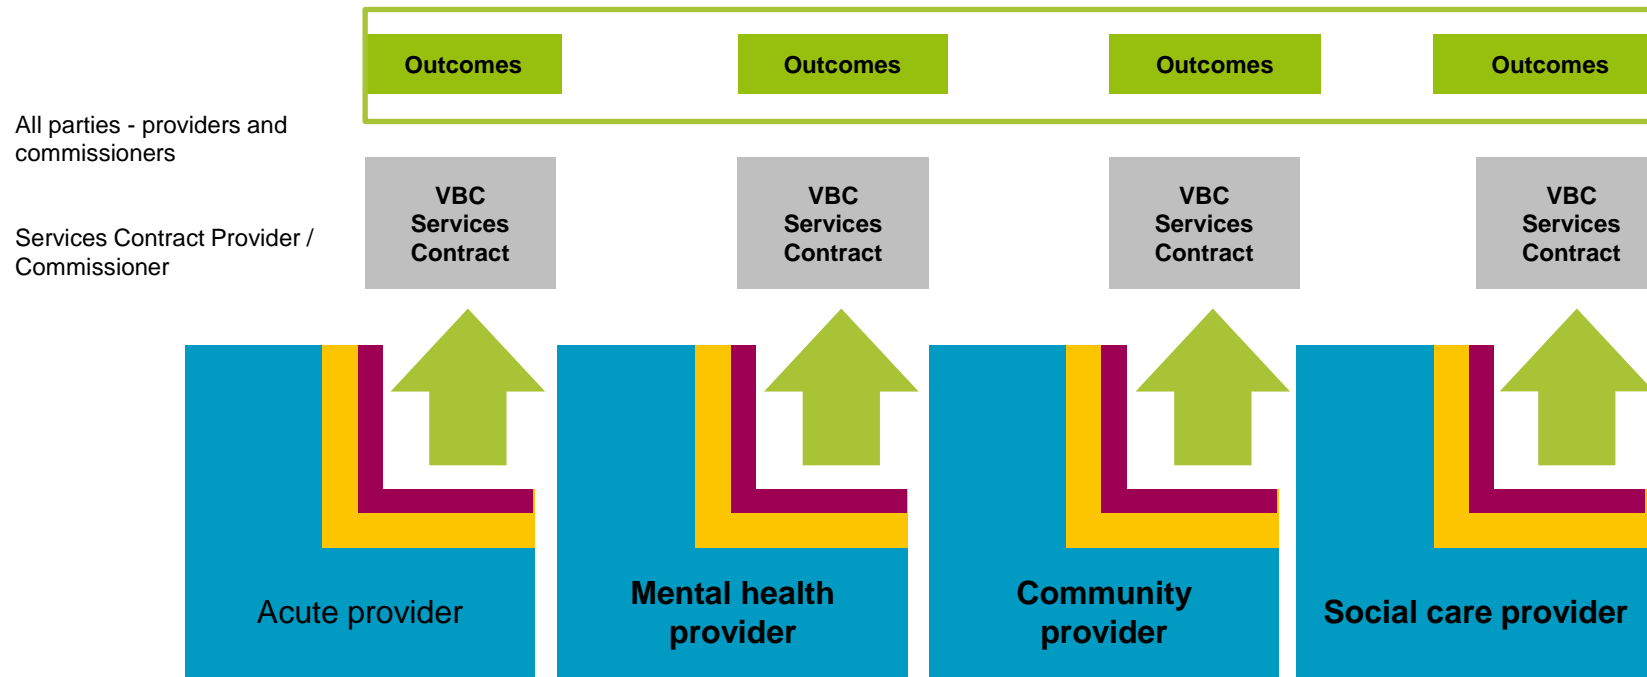 Outcomes
Outcomes
Outcomes
Outcomes
All parties - providers and
commissioners
VBC
Services
Contract
VBC
Services
Contract
VBC
Services
Contract
VBC
Services
Contract
Services Contract Provider /
Commissioner
Acute provider
Mental health
provider
Community
provider
Social care provider